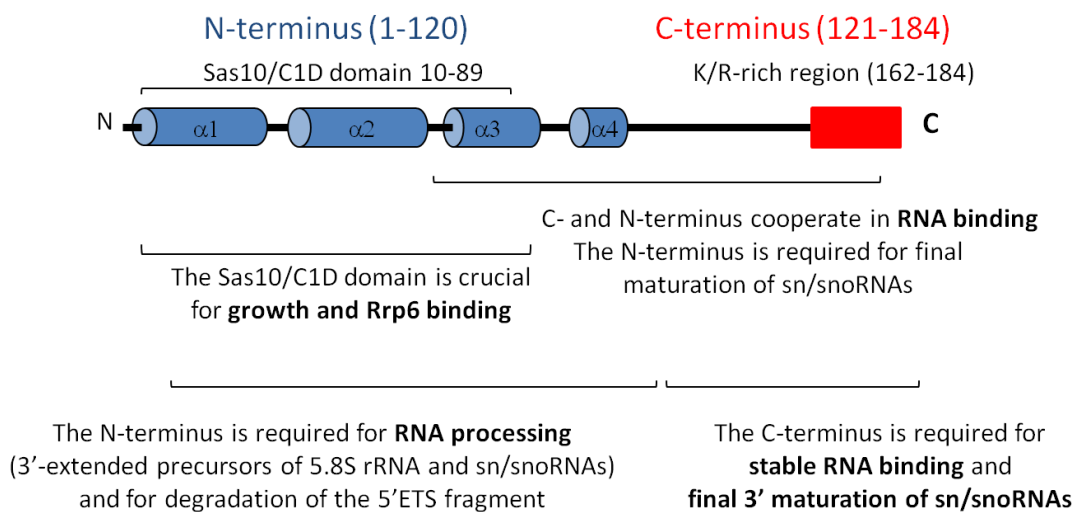 N-terminus (1-120)
C-terminus (121-184)
Sas10/C1D domain 10-89
K/R-rich region (162-184)
N
α1
α2
α3
α4
C
C- and N-terminus cooperate in RNA binding
The N-terminus is required for final
maturation of sn/snoRNAs
The Sas10/C1D domain is crucial
for growth and Rrp6 binding
The N-terminus is required for RNA processing
(3’-extended precursors of 5.8S rRNA and sn/snoRNAs)
and for degradation of the 5’ETS fragment
The C-terminus is required for
stable RNA binding and
final 3’ maturation of sn/snoRNAs